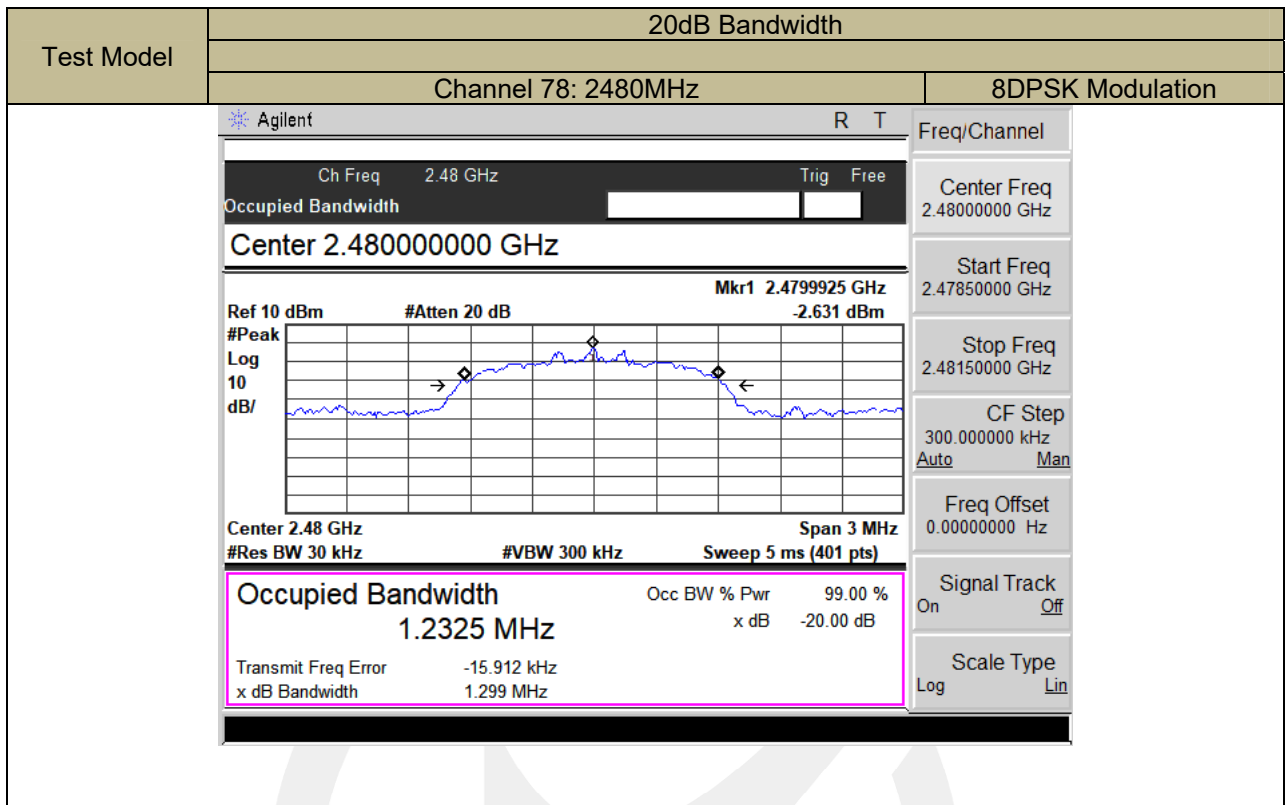 Test Model
20dB Bandwidth
Channel 78: 2480MHz
8DPSK Modulation
Agilent
R T
Freq/Channel
Ch Freq 2.48 GHz
Trig Free
Occupied Bandwidth
Center 2.480000000 GHz
Mkr1 2.4799925 GHz
Ref 10 dBm
#Atten 20 dB
-2.631 dBm
#Peak
Log
10
dB/
1
Center 2.48 GHz
Span 3 MHz
#Res BW 30 kHz
#VBW 300 kHz
Sweep 5 ms (401 pts)
Occupied Bandwidth
1.2325 MHz
Occ BW % Pwr 99.00 %
x dB -20.00 dB
Transmit Freq Error -15.912 kHz
x dB Bandwidth 1.299 MHz
Center Freq
2.48000000 GHz
Start Freq
2.47850000 GHz
Stop Freq
2.48150000 GHz
CF Step
300.000000 kHz
Auto Man
Freq Offset
0.00000000 Hz
Signal Track
On Off
Scale Type
Log Lin